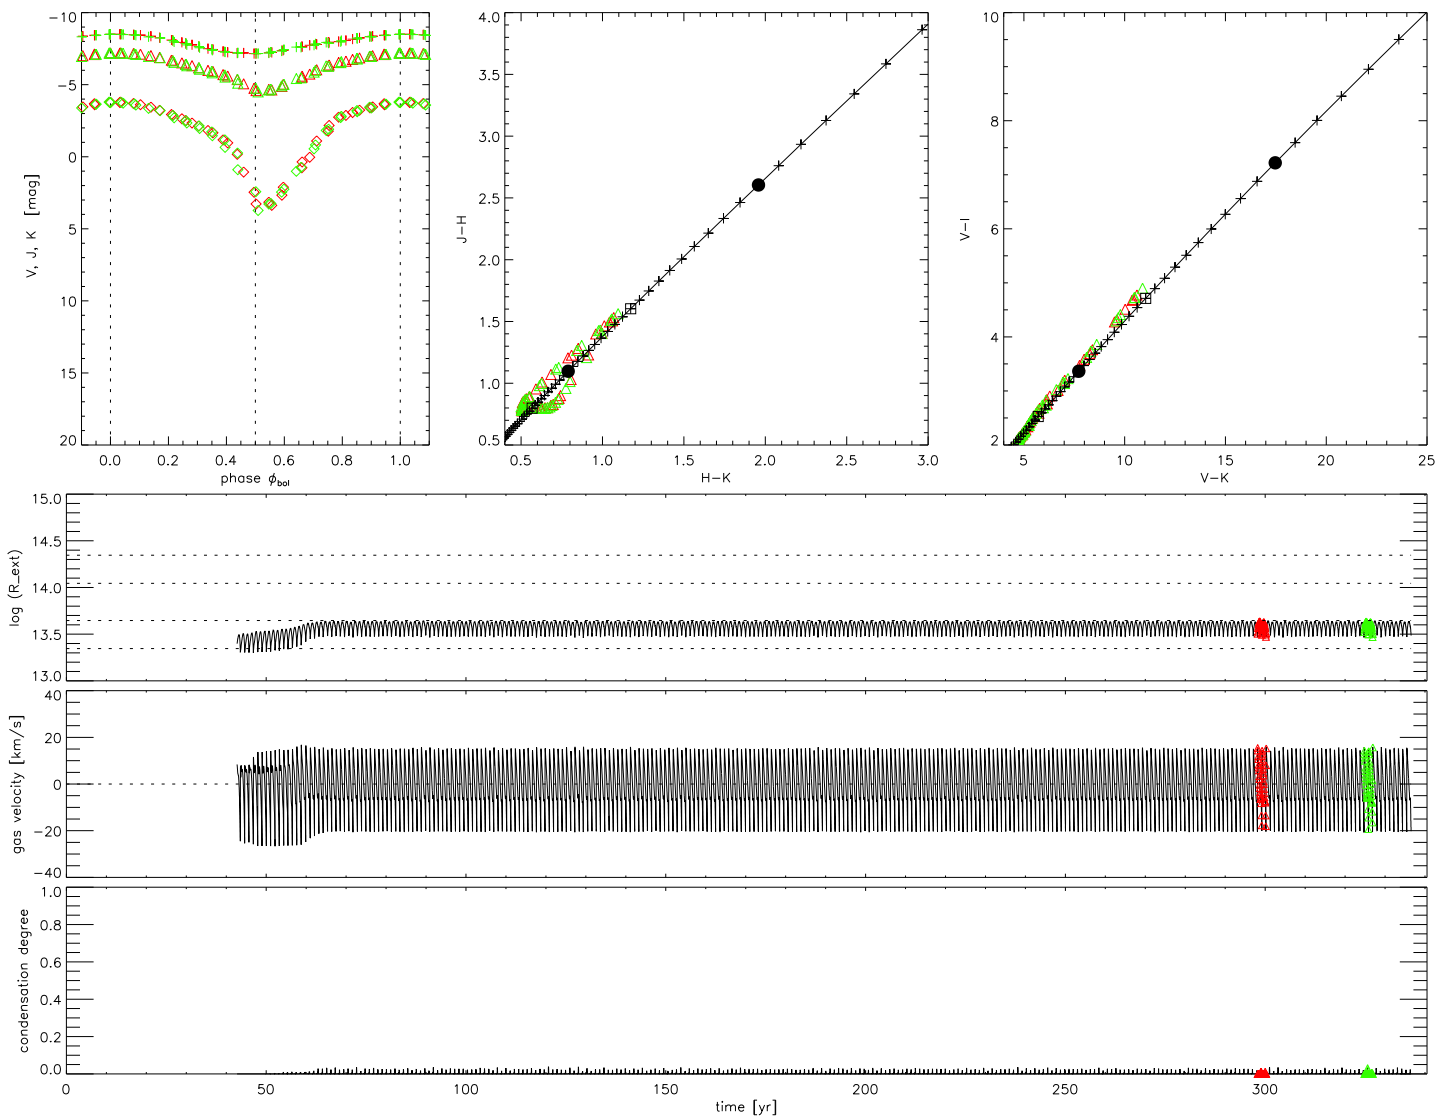 −10
−5
0
5
10
15
20
V, J, K [mag]
0.0 0.2 0.4 0.6 0.8 1.0
phase ϕbol
4.0
3.5
3.0
2.5
2.0
1.5
1.0
0.5
J−H
0.5 1.0 1.5 2.0 2.5 3.0
H−K
10
8
6
4
2
V−I
5 10 15 20 25
V−K
15.0
14.5
14.0
13.5
13.0
log (R_ext)
40
20
0
−20
−40
gas velocity [km/s]
1.0
0.8
0.6
0.4
0.2
0.0
condensation degree
0 50 100 150 200 250 300
time [yr]